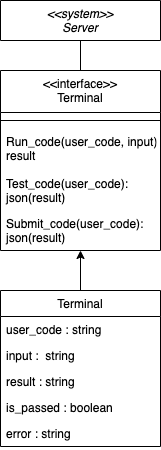 <<system>>
Server
<<interface>>
Terminal
Run_code(user_code, input)
result
Test_code(user_code):
json(result)
Submit_code(user_code):
json(result)
Terminal
user_code : string
input :  string
result : string
is_passed : boolean
error : string